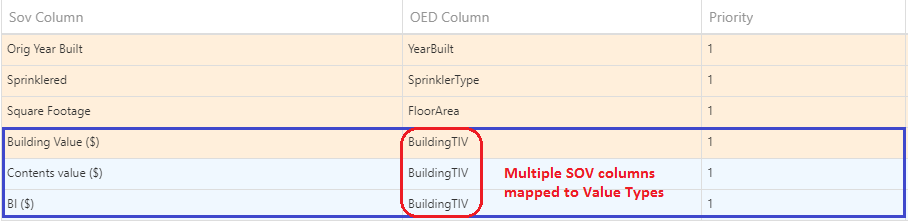 Sov Column OED Column Priority
Orig Year Built YearBuilt 1
Sprinklered SprinklerType 1
Square Footage FloorArea 1
Building Value ($) BuildingTIV 1
Contents value ($) BuildingTIV Multiple SOV columns 1
mapped to Value Types
BI ($) BuildingTIV 1